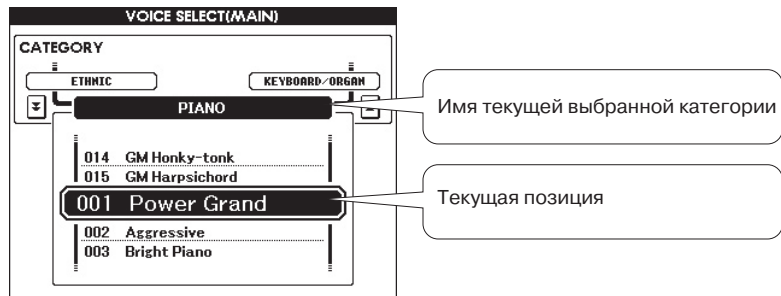 VOICE SELECT(MAIN)
CATEGORY
ETHNIC
KEYBOARD/ORGAN
PIANO
Имя текущей выбранной категории
014 GM Honky-tonk
015 GM Harpsichord
001 Power Grand
Текущая позиция
002 Aggressive
003 Bright Piano